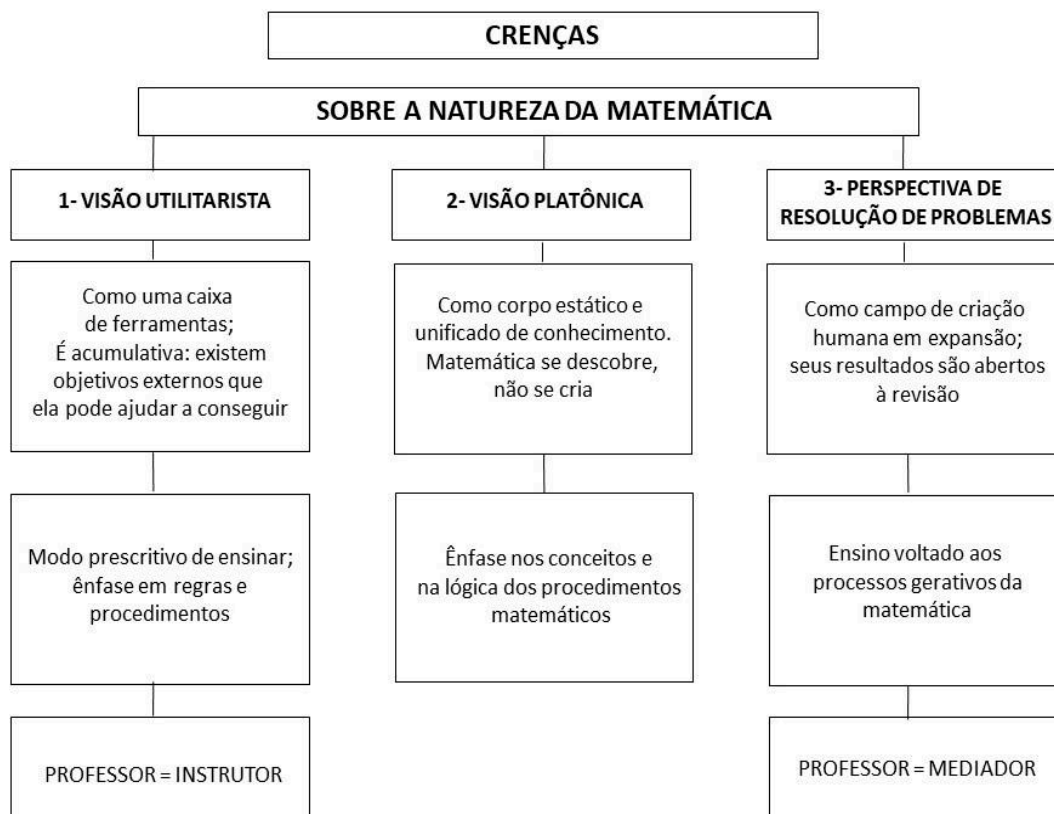 CRENÇAS
SOBRE A NATUREZA DA MATEMÁTICA
1- VISÃO UTILITARISTA
Como uma caixa
de ferramentas;
É acumulativa: existem
objetivos externos que
ela pode ajudar a conseguir
Modo prescritivo de ensinar;
ênfase em regras e
procedimentos
PROFESSOR = INSTRUTOR
2- VISÃO PLATÔNICA
Como corpo estático e
unificado de conhecimento.
Matemática se descobre,
não se cria
Ênfase nos conceitos e
na lógica dos procedimentos
matemáticos
3- PERSPECTIVA DE
RESOLUÇÃO DE PROBLEMAS
Como campo de criação
humana em expansão;
seus resultados são abertos
à revisão
Ensino voltado aos
processos gerativos da
matemática
PROFESSOR = MEDIADOR